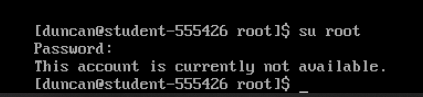 [duncan@student-555426 root]$ su root
Password:
This account is currently not available.
[duncan@student-555426 root]$ _